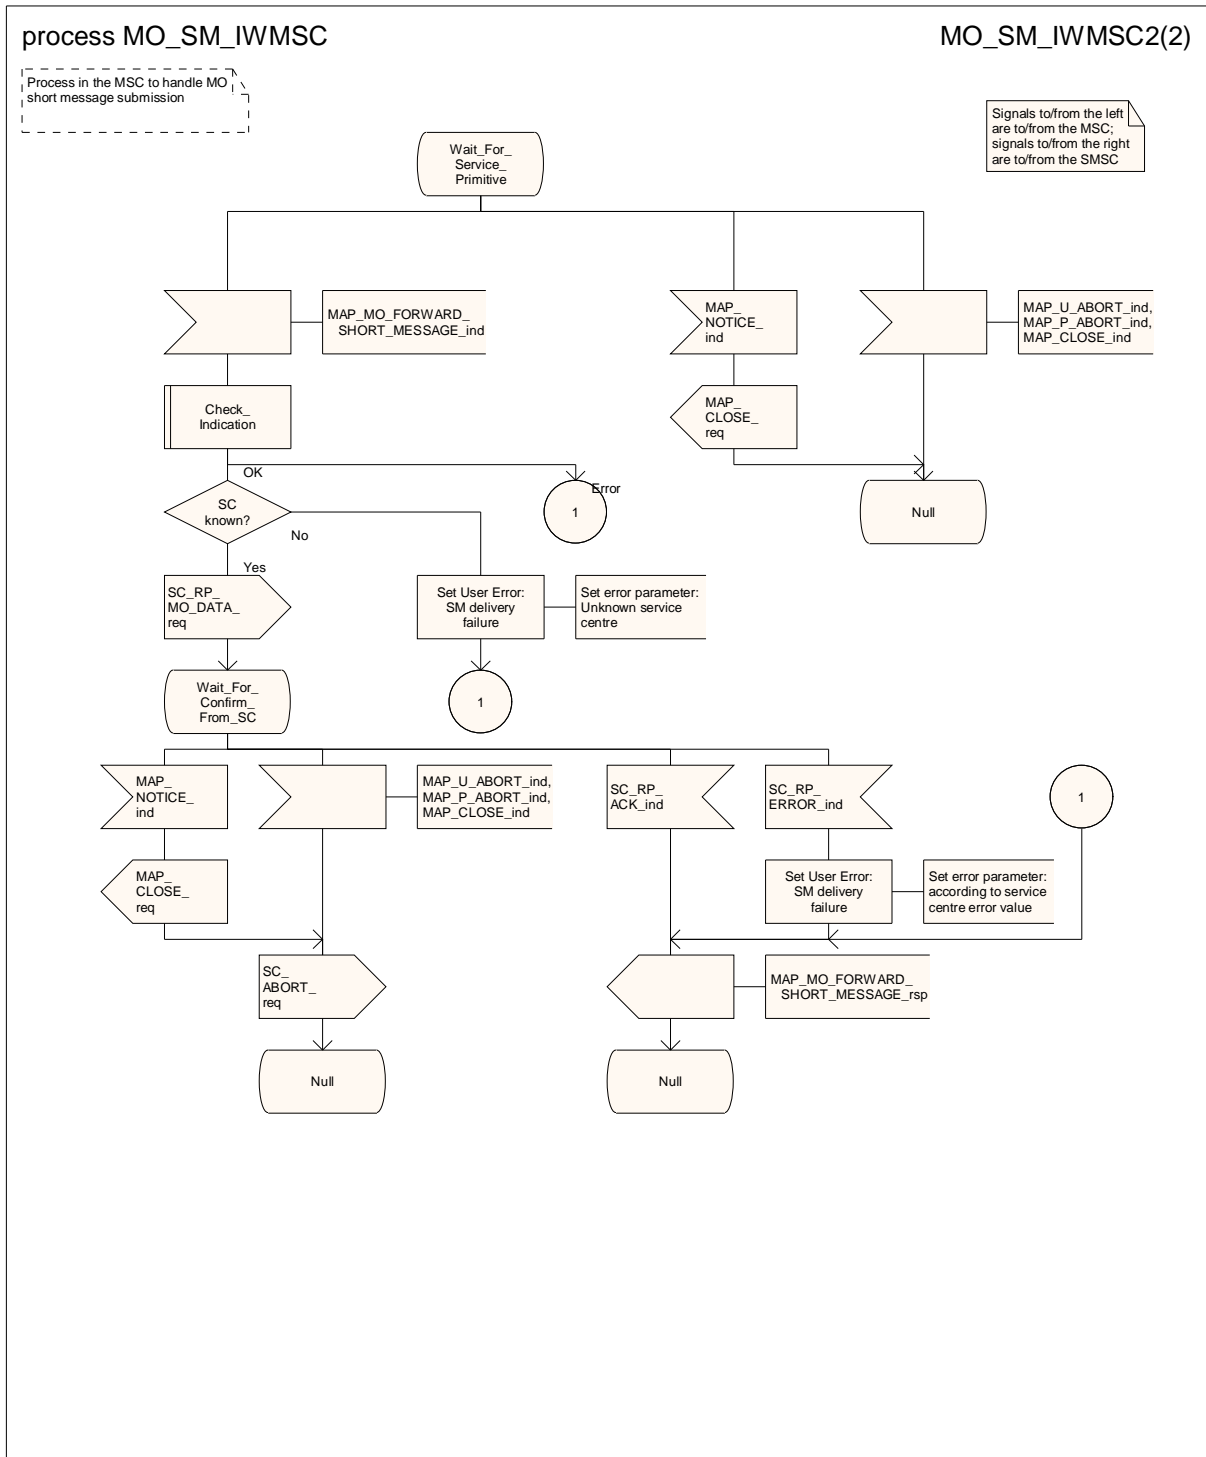 process MO_SM_IWMSC
MO_SM_IWMSC2(2)
Process in the MSC to handle MO
short message submission
Signals to/from the left
are to/from the MSC;
signals to/from the right
are to/from the SMSC
Wait_For_
Service_
Primitive
MAP_MO_FORWARD_
SHORT_MESSAGE_ind
MAP_
NOTICE_
ind
MAP_U_ABORT_ind,
MAP_P_ABORT_ind,
MAP_CLOSE_ind
Check_
Indication
MAP_
CLOSE_
req
OK
Error
SC
known?
1
Null
No
Yes
SC_RP_
MO_DATA_
req
Set User Error:
SM delivery
failure
Set error parameter:
Unknown service
centre
Wait_For_
Confirm_
From_SC
1
MAP_
NOTICE_
ind
MAP_U_ABORT_ind,
MAP_P_ABORT_ind,
MAP_CLOSE_ind
SC_RP_
ACK_ind
SC_RP_
ERROR_ind
1
MAP_
CLOSE_
req
Set User Error:
SM delivery
failure
Set error parameter:
according to service
centre error value
SC_
ABORT_
req
MAP_MO_FORWARD_
SHORT_MESSAGE_rsp
Null
Null